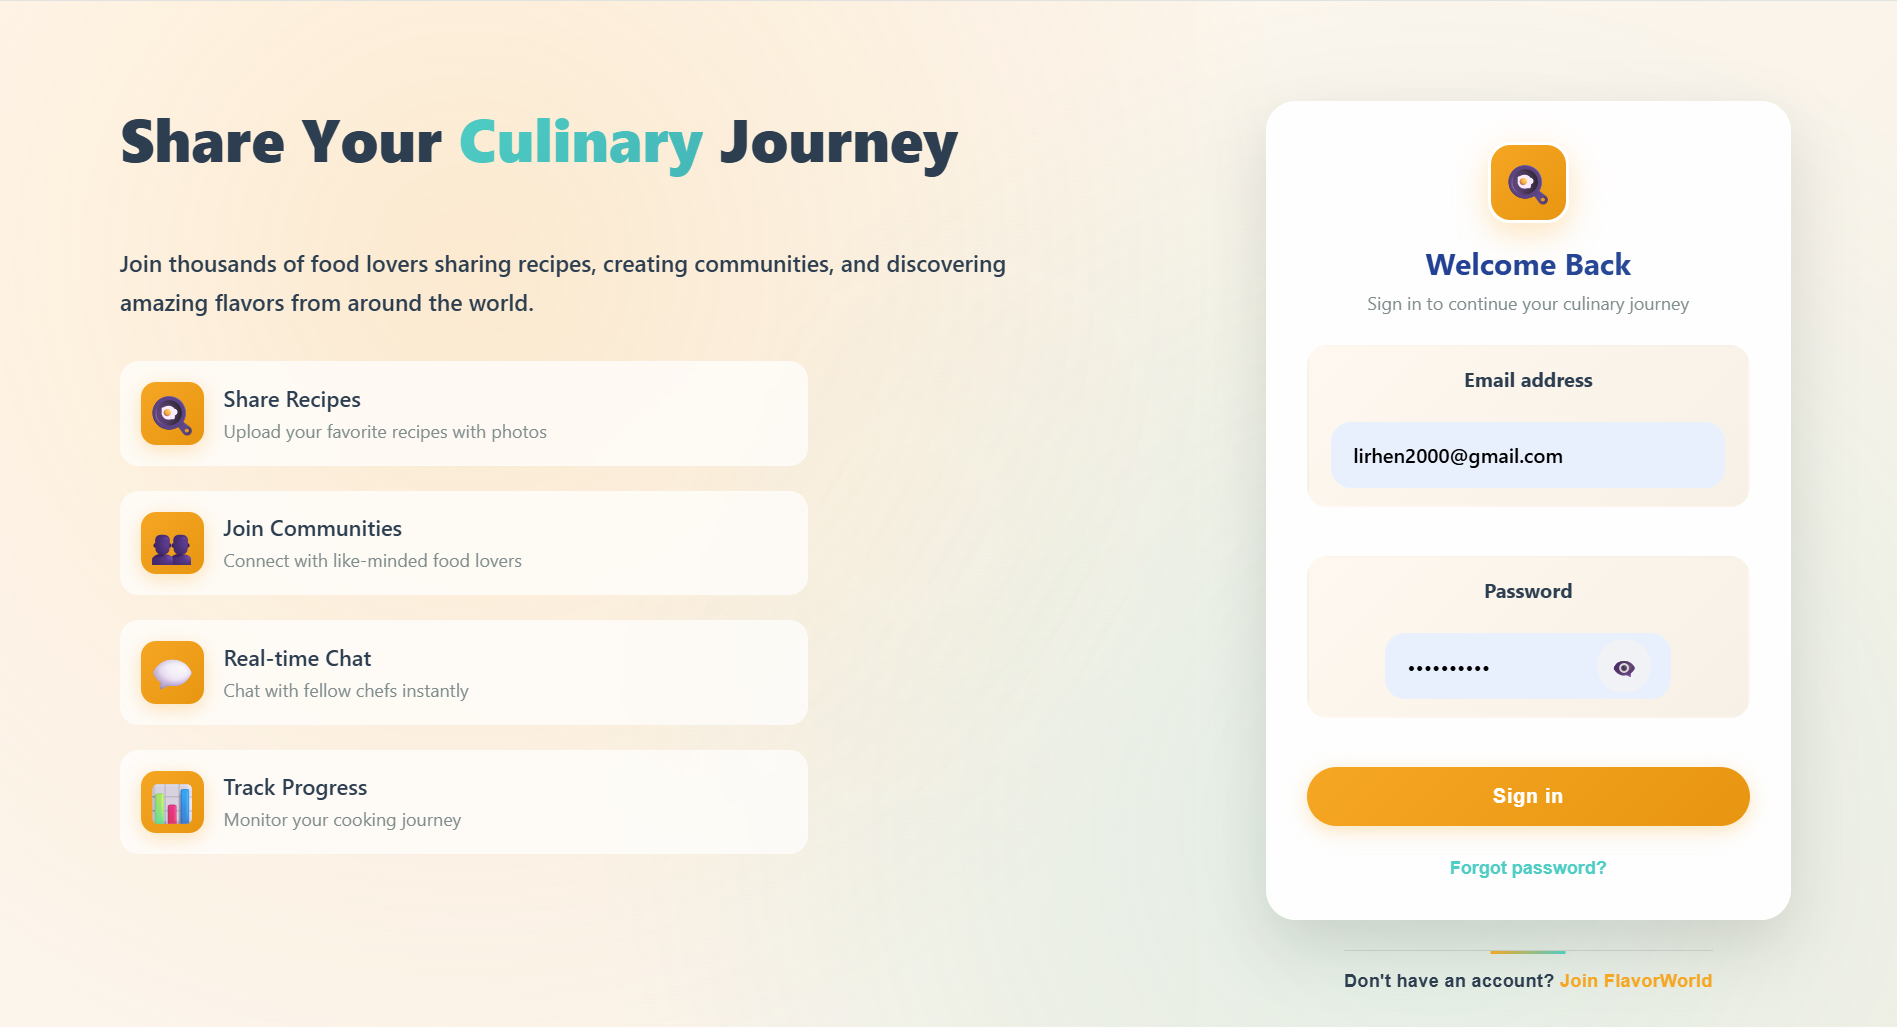 Share Your Culinary Journey
Join thousands of food lovers sharing recipes, creating communities, and discovering
amazing flavors from around the world.
Share Recipes
Upload your favorite recipes with photos
Join Communities
Connect with like-minded food lovers
Real-time Chat
Chat with fellow chefs instantly
Track Progress
Monitor your cooking journey
Welcome Back
Sign in to continue your culinary journey
Email address
lirhen2000@gmail.com
Password
••••••••••
Sign in
Forgot password?
Don't have an account? Join FlavorWorld